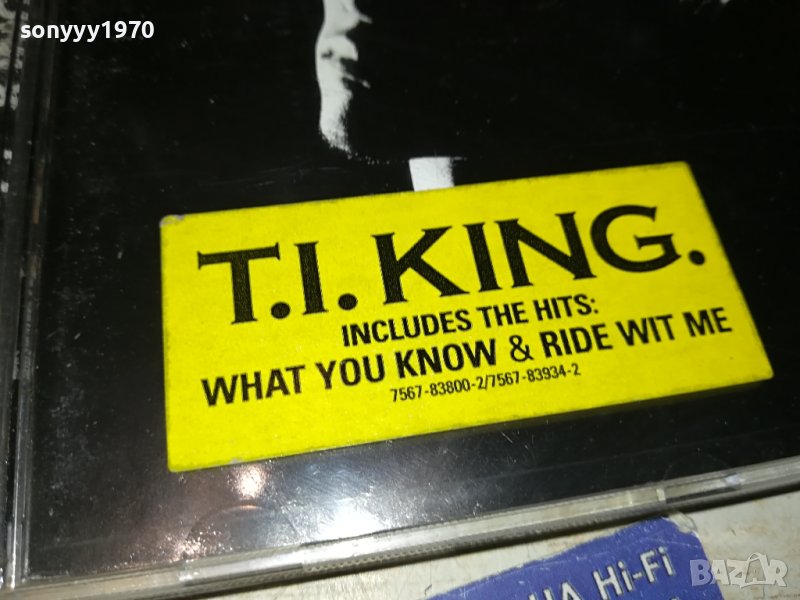 sonyyy1970
T.I. KING.
INCLUDES THE HITS:
WHAT YOU KNOW & RIDE WIT ME
7567-83800-2/7567-83934-2
Hi-Fi
BAZAR